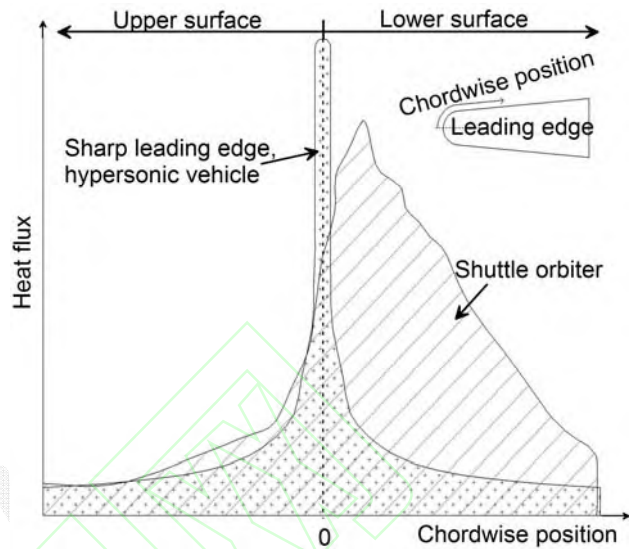 Upper surface
Lower surface
Chordwise position
Leading edge
Sharp leading edge,
hypersonic vehicle
Shuttle orbiter
Heat flux
0
Chordwise position